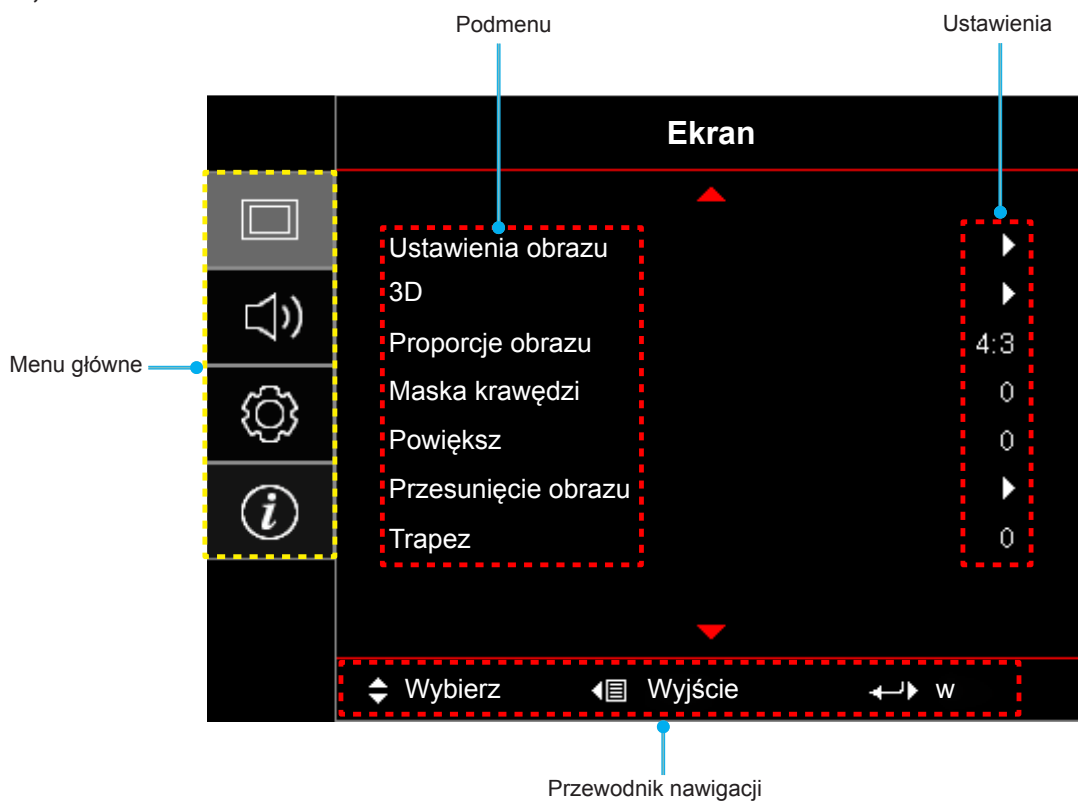 Podmenu Ustawienia
Ekran
Ustawienia obrazu
3D
Proporcje obrazu 4:3
Menu główne
Maska krawędzi 0
Powiększ 0
Przesunięcie obrazu
Trapez 0
Wybierz Wyjście w
Przewodnik nawigacji